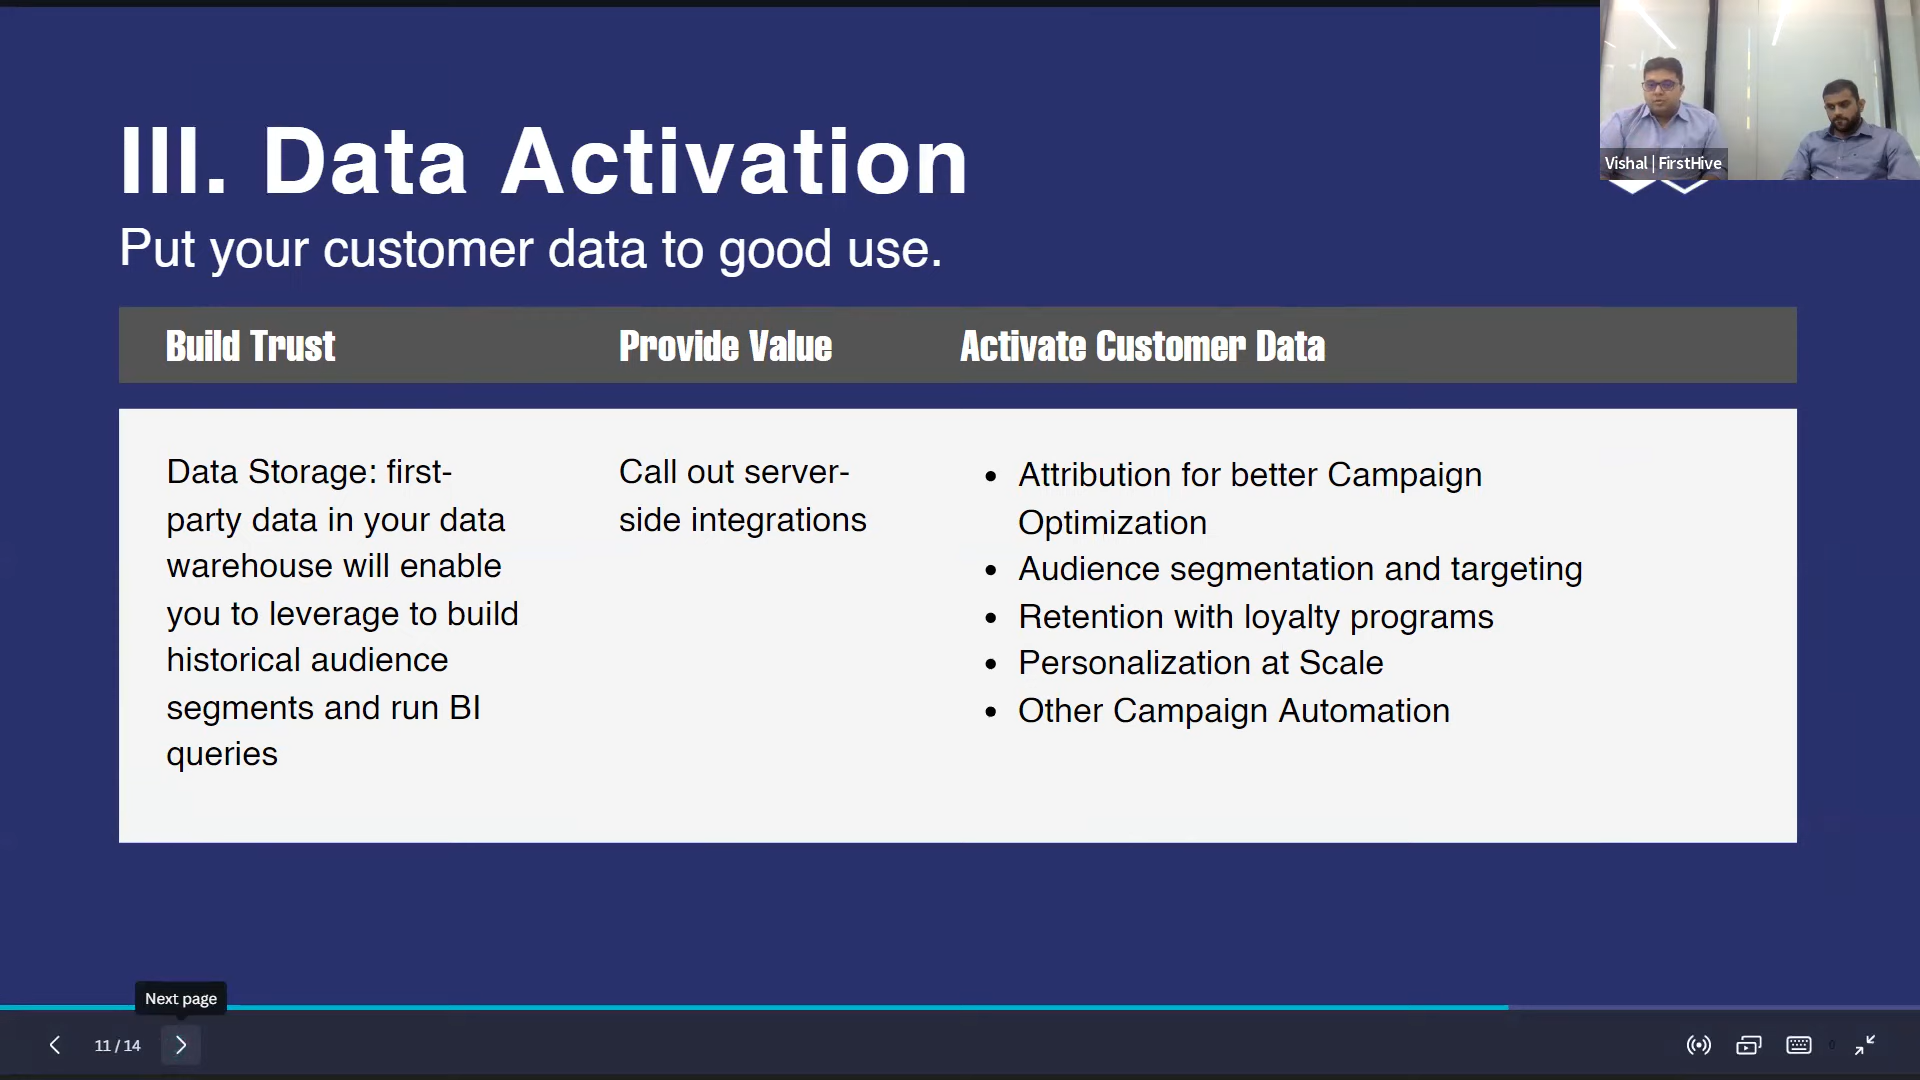 III. Data Activation
Put your customer data to good use.
Vishal | FirstHive
Build Trust
Provide Value
Activate Customer Data
Data Storage: first-
party data in your data
warehouse will enable
you to leverage to build
historical audience
segments and run BI
queries
Call out server-
side integrations
• Attribution for better Campaign
Optimization
• Audience segmentation and targeting
• Retention with loyalty programs
• Personalization at Scale
• Other Campaign Automation
Next page
11 / 14
0